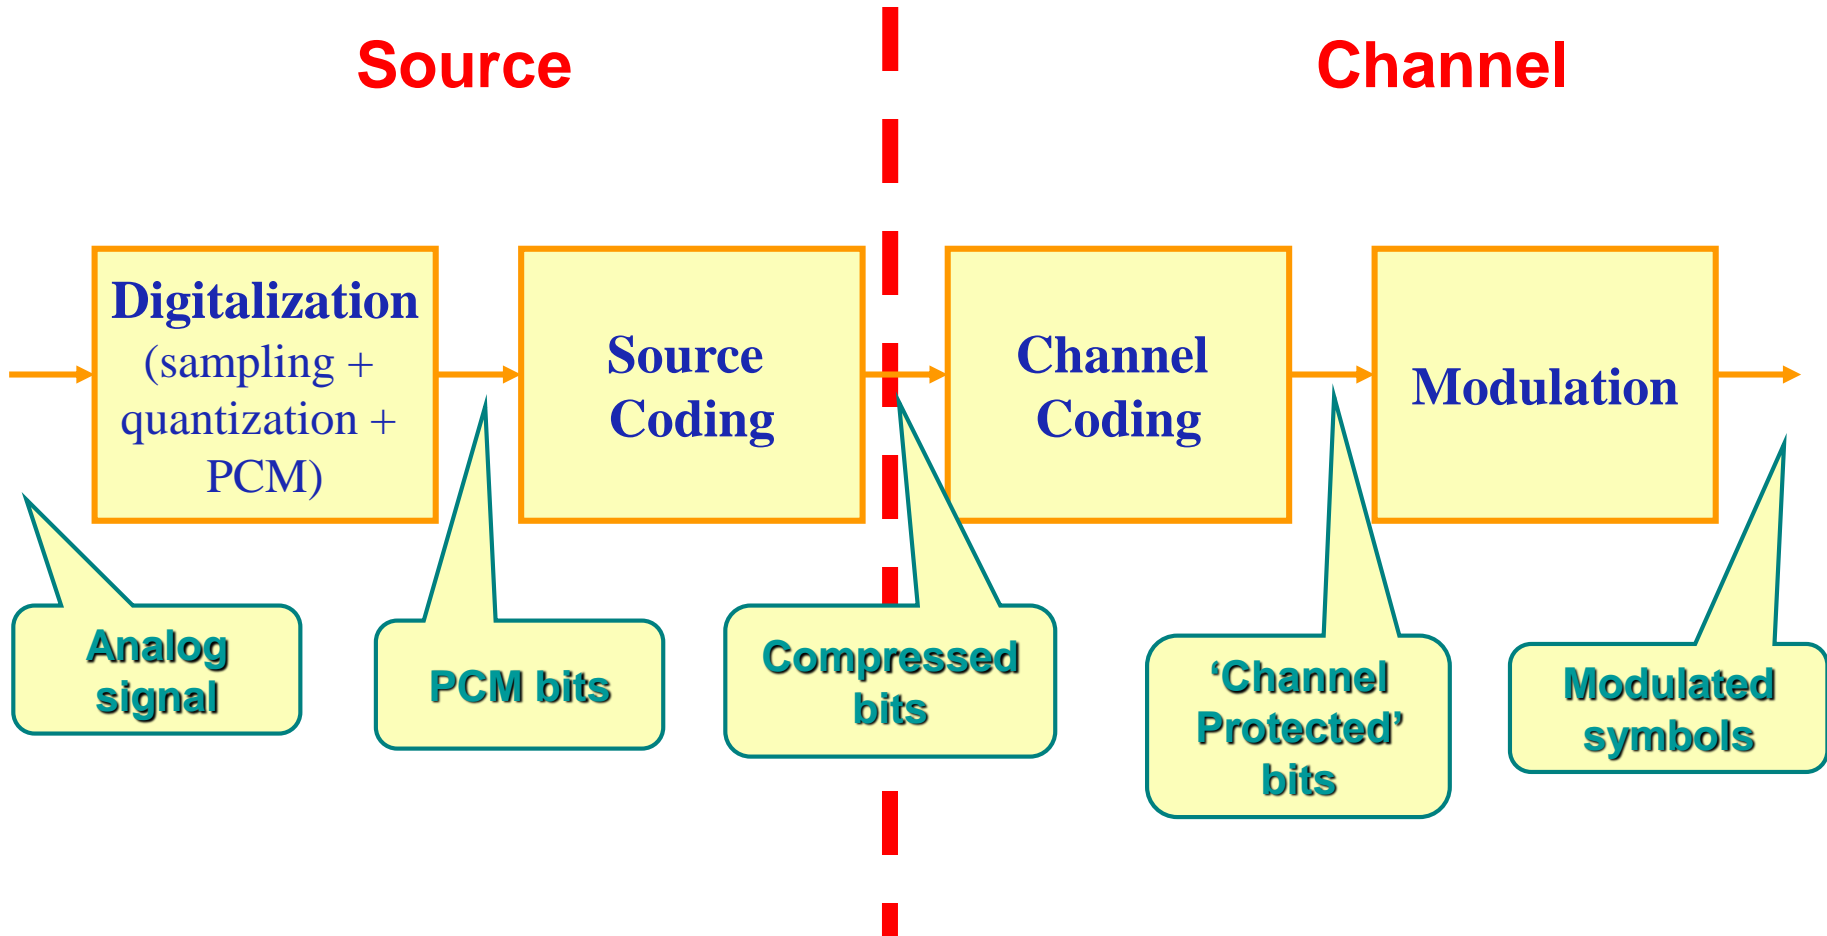 Source
Channel
Digitalization
(sampling +
quantization +
PCM)
Source
Coding
Channel
Coding
Modulation
Analog
signal
PCM bits
Compressed
bits
‘Channel
Protected’
bits
Modulated
symbols